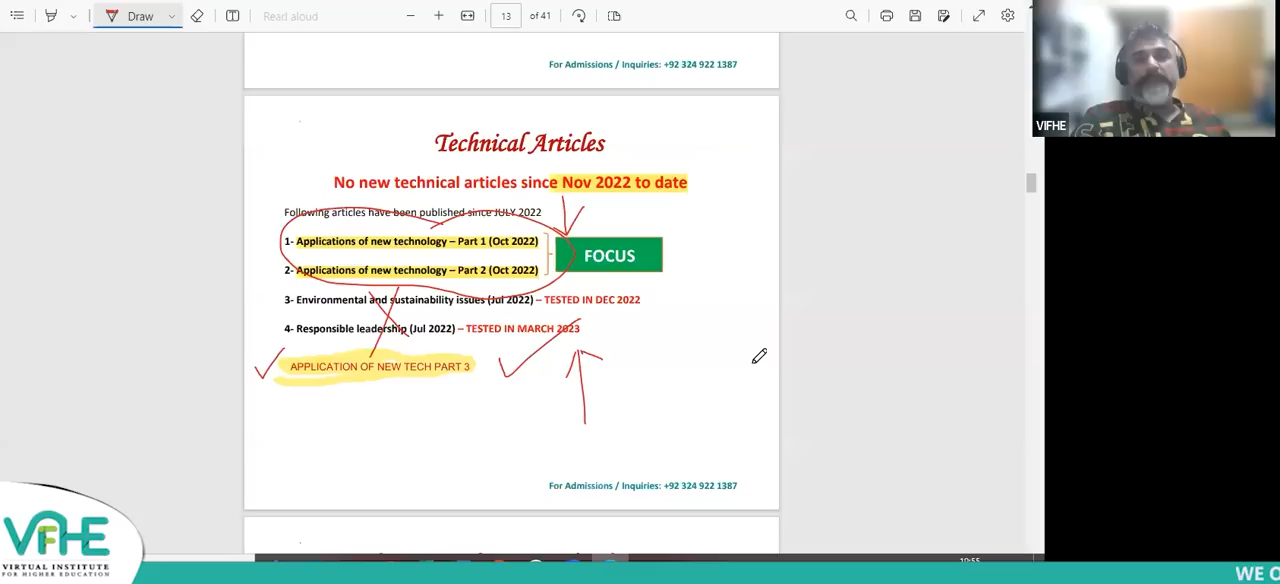 Draw
Read aloud
13 of 41
For Admissions / Inquiries: +92 324 922 1387
VIFHE
Technical Articles
No new technical articles since Nov 2022 to date
Following articles have been published since JULY 2022
1- Applications of new technology – Part 1 (Oct 2022)
FOCUS
2- Applications of new technology – Part 2 (Oct 2022)
3- Environmental and sustainability issues (Jul 2022) – TESTED IN DEC 2022
4- Responsible leadership (Jul 2022) – TESTED IN MARCH 2023
APPLICATION OF NEW TECH PART 3
For Admissions / Inquiries: +92 324 922 1387
VIFHE
VIRTUAL INSTITUTE
FOR HIGHER EDUCATION
WE